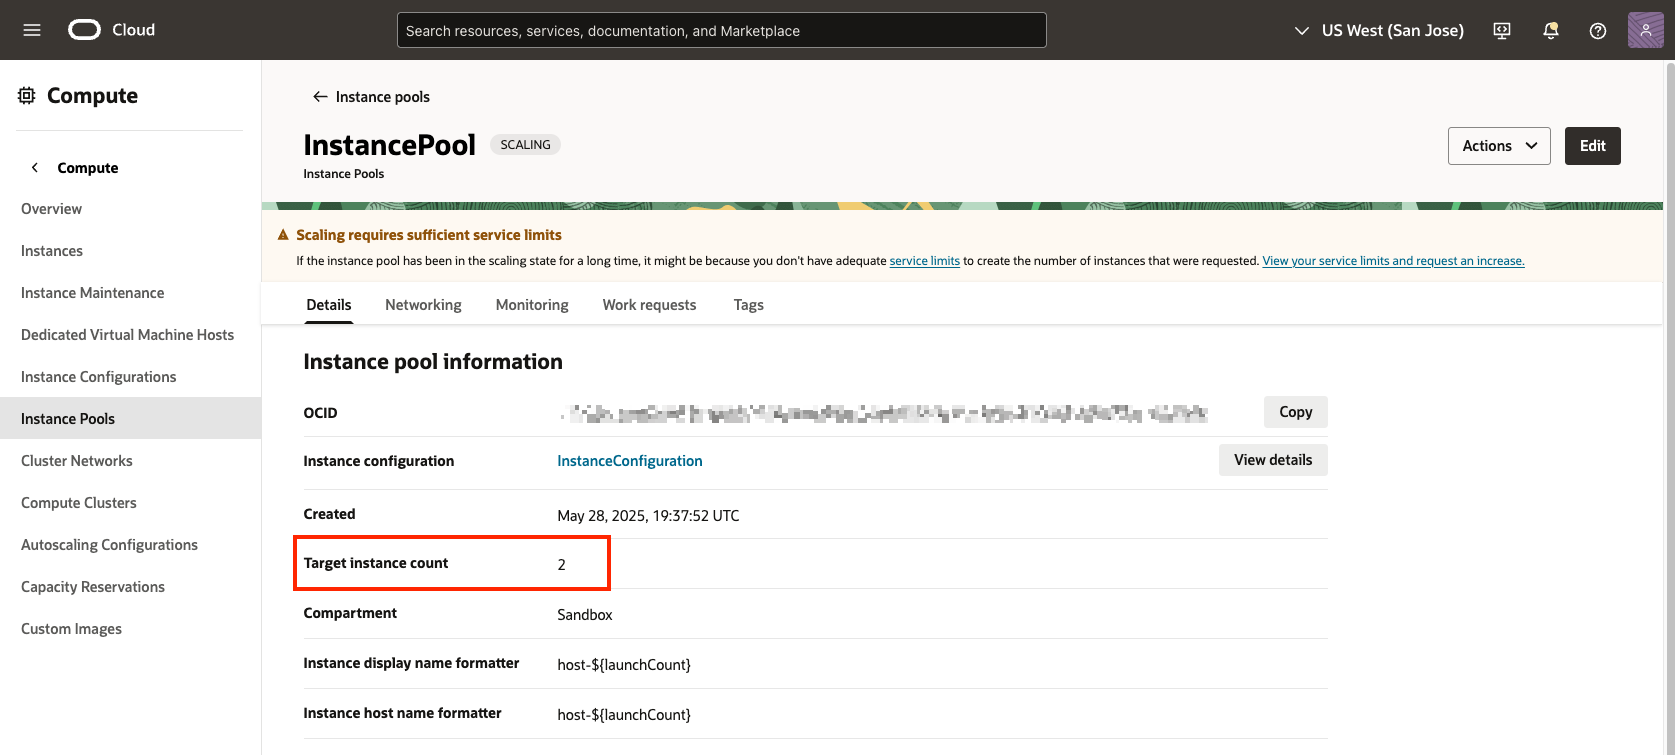 Cloud
Search resources, services, documentation, and Marketplace
US West (San Jose)
Compute
Compute
Overview
Instances
Instance Maintenance
Dedicated Virtual Machine Hosts
Instance Configurations
Instance Pools
Cluster Networks
Compute Clusters
Autoscaling Configurations
Capacity Reservations
Custom Images
Instance pools
InstancePool SCALING
Instance Pools
Actions Edit
Scaling requires sufficient service limits
If the instance pool has been in the scaling state for a long time, it might be because you don't have adequate service limits to create the number of instances that were requested. View your service limits and request an increase.
Details Networking Monitoring Work requests Tags
Instance pool information
OCID Copy
Instance configuration InstanceConfiguration View details
Created May 28, 2025, 19:37:52 UTC
Target instance count 2
Compartment Sandbox
Instance display name formatter host-${launchCount}
Instance host name formatter host-${launchCount}